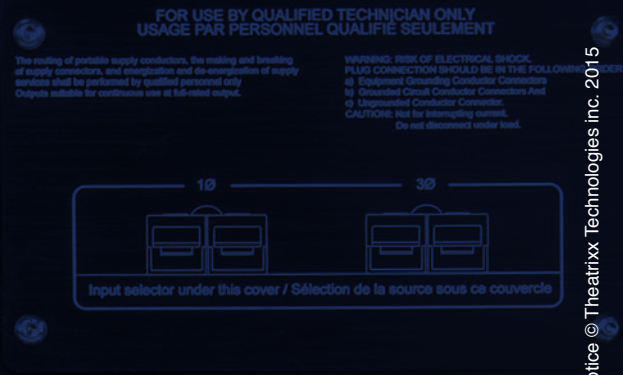 FOR USE BY QUALIFIED TECHNICIAN ONLY
USAGE PAR PERSONNEL QUALIFIÉ SEULEMENT
The routing of portable supply conductors, the making and breaking
of supply connectors, and energization and de-energization of supply
services shall be performed by qualified personnel only
Outputs suitable for continuous use at full-rated output.
WARNING: RISK OF ELECTRICAL SHOCK.
PLUG CONNECTION SHOULD BE IN THE FOLLOWING ORDER
a) Equipment Grounding Conductor Connectors
b) Grounded Circuit Conductor Connectors And
c) Ungrounded Conductor Connector.
CAUTION: Not for interrupting current.
Do not disconnect under load.
1Ø 3Ø
Input selector under this cover / Sélection de la source sous ce couvercle
otice © Theatrixx Technologies inc. 2015